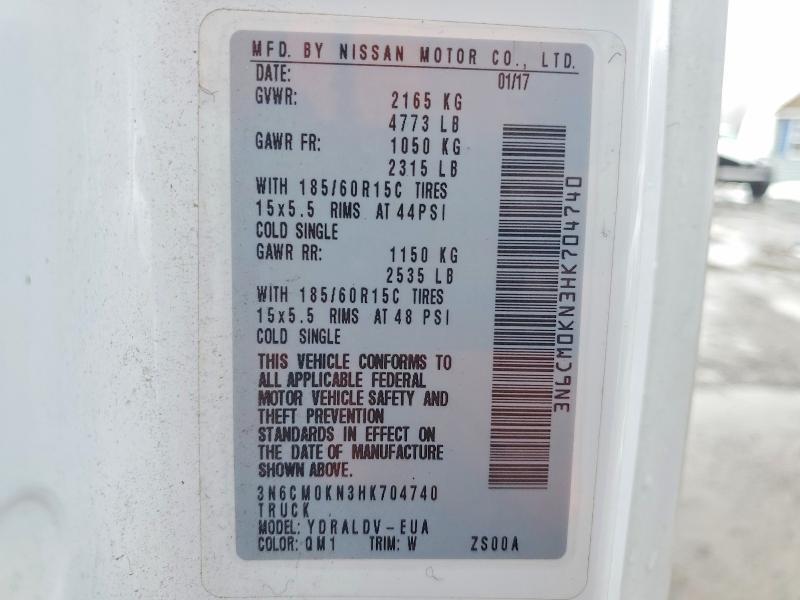 MFD. BY NISSAN MOTOR CO., LTD.
DATE: 01/17
GVWR: 2165 KG
4773 LB
GAWR FR: 1050 KG
2315 LB
WITH 185/60R15C TIRES
15x5.5 RIMS AT 44PSI
COLD SINGLE
GAWR RR: 1150 KG
2535 LB
WITH 185/60R15C TIRES
15x5.5 RIMS AT 48 PSI
COLD SINGLE
THIS VEHICLE CONFORMS TO
ALL APPLICABLE FEDERAL
MOTOR VEHICLE SAFETY AND
THEFT PREVENTION
STANDARDS IN EFFECT ON
THE DATE OF MANUFACTURE
SHOWN ABOVE.
3N6CM0KN3HK704740
TRUCK
MODEL: YDRALDV-EUA
COLOR: QM1 TRIM: W ZS00A
3N6CM0KN3HK704740